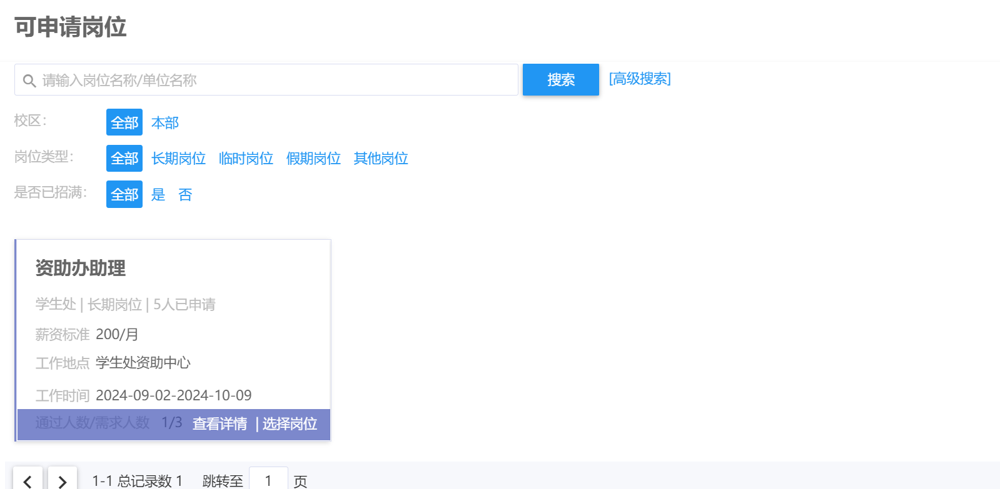 可申请岗位
请输入岗位名称/单位名称 搜索 [高级搜索]
校区： 全部 本部
岗位类型： 全部 长期岗位 临时岗位 假期岗位 其他岗位
是否已招满： 全部 是 否
资助办助理
学生处 | 长期岗位 | 5人已申请
薪资标准 200/月
工作地点 学生处资助中心
工作时间 2024-09-02-2024-10-09
通过人数/需求人数 1/3 查看详情 | 选择岗位
1-1 总记录数 1 跳转至 1 页